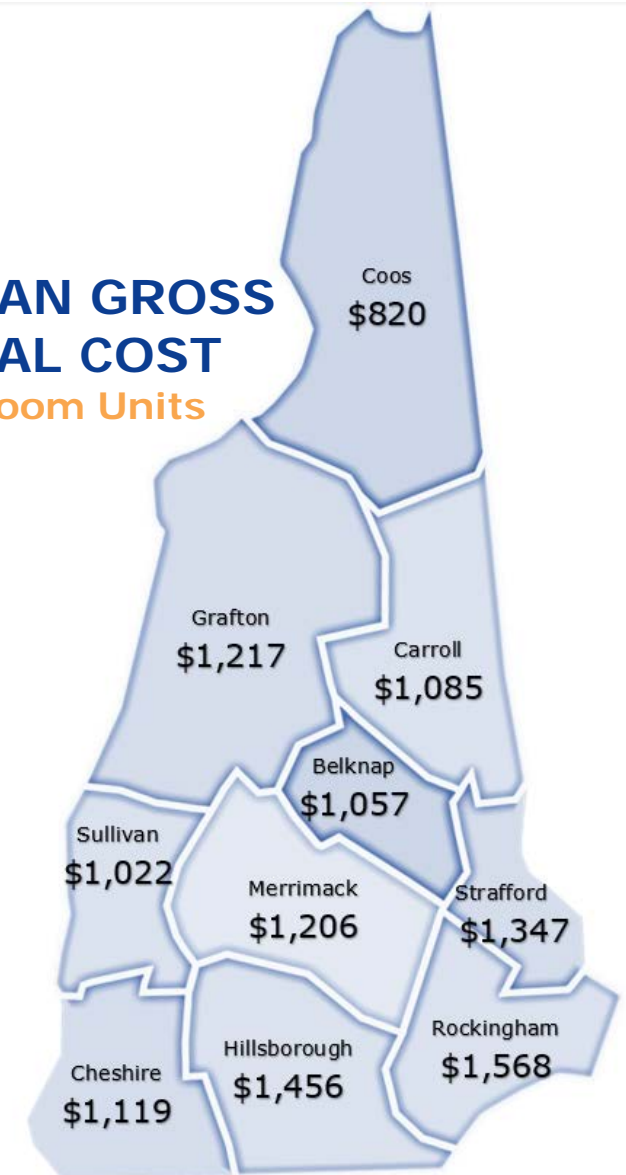 AN GROSS
AL COST
oom Units
Coos
$820
Grafton
$1,217
Carroll
$1,085
Belknap
$1,057
Sullivan
$1,022
Merrimack
$1,206
Strafford
$1,347
Rockingham
$1,568
Hillsborough
$1,456
Cheshire
$1,119